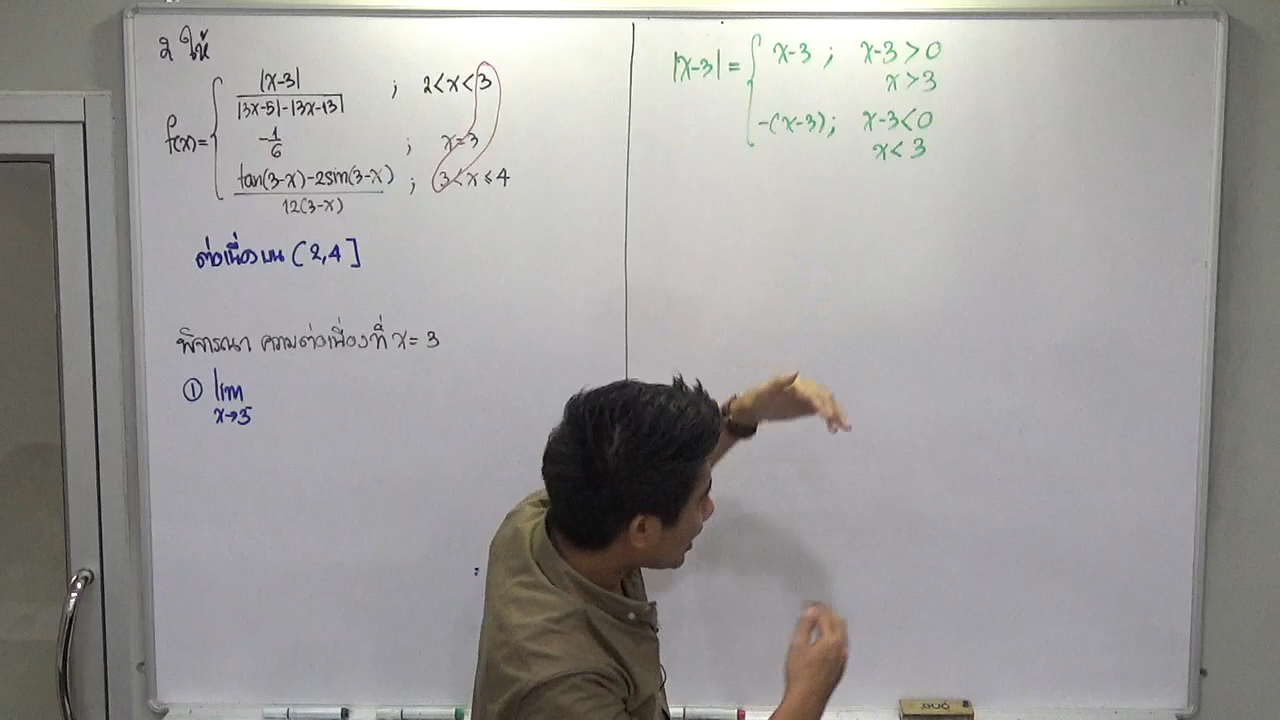 2 ให้
f(x) = { |x-3| / |3x-5|-|3x-13| ; 2 < x < 3
-1/6 ; x = 3
tan(3-x)-2sin(3-x) / 12(3-x) ; 3 < x ≤ 4
ต่อเนื่องบน (2,4]
พิจารณา ความต่อเนื่องที่ x = 3
① lim
x→3⁻
|x-3| = { x-3 ; x-3 > 0
x > 3
-(x-3) ; x-3 < 0
x < 3